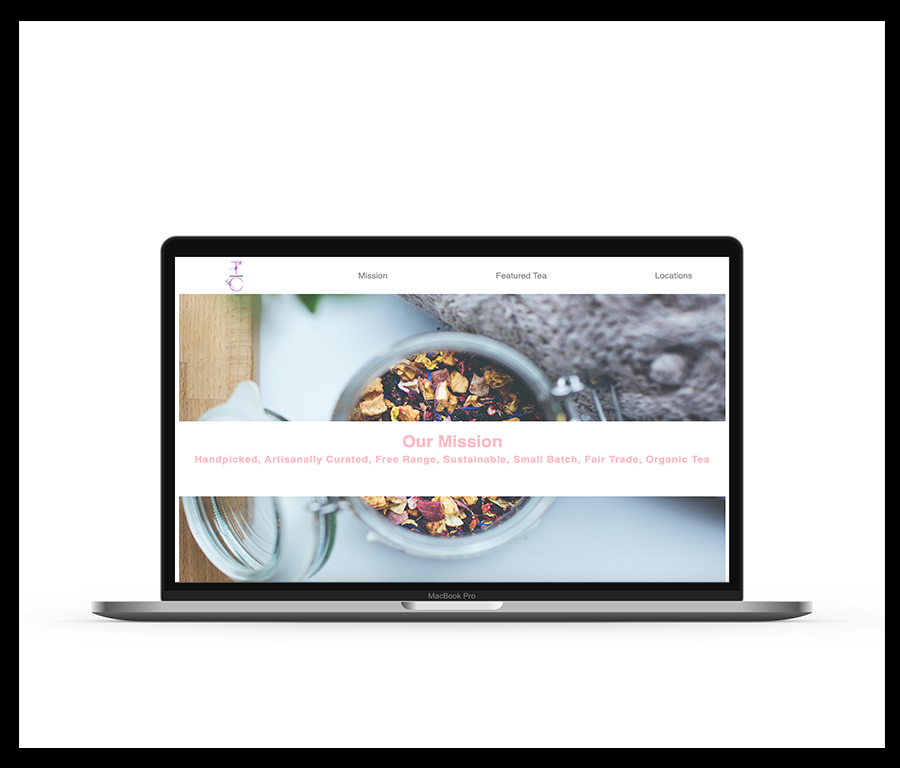 T
C
Mission
Featured Tea
Locations
Our Mission
Handpicked, Artisanally Curated, Free Range, Sustainable, Small Batch, Fair Trade, Organic Tea
MacBook Pro